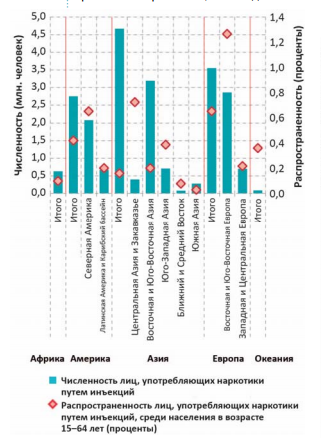 Численность (млн. человек)
5,0
4,5
4,0
3,5
3,0
2,5
2,0
1,5
1,0
0,5
0,0
1,4
1,2
1,0
0,8
0,6
0,4
0,2
0,0
Распространенность (проценты)
Итого
Итого
Северная Америка
Латинская Америка и Карибский бассейн
Итого
Центральная Азия и Закавказье
Восточная и Юго-Восточная Азия
Юго-Западная Азия
Ближний и Средний Восток
Южная Азия
Итого
Восточная и Юго-Восточная Европа
Западная и Центральная Европа
Итого
Африка Америка Азия Европа Океания
Численность лиц, употребляющих наркотики
путем инъекций
Распространенность лиц, употребляющих наркотики
путем инъекций, среди населения в возрасте
15–64 лет (проценты)